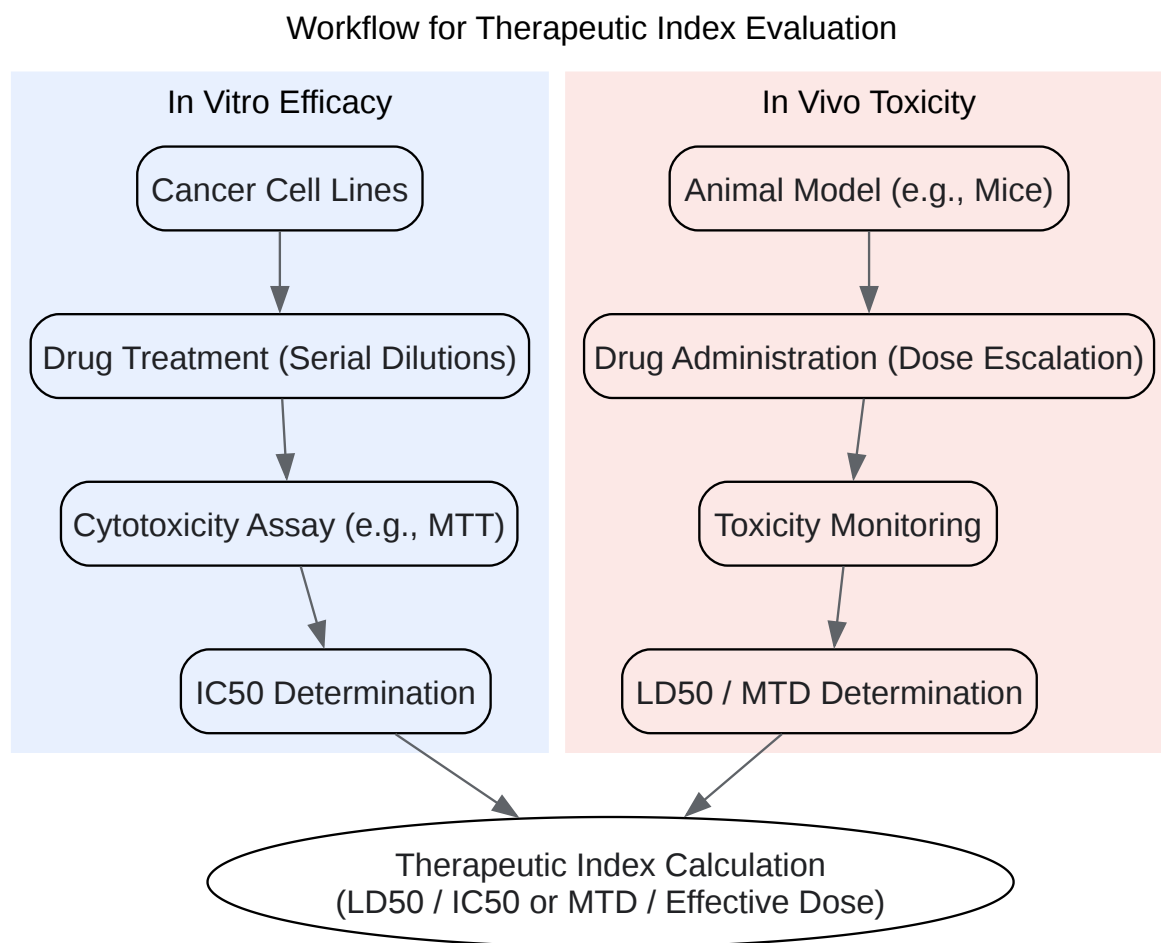 Workflow for Therapeutic Index Evaluation
In Vitro Efficacy
Cancer Cell Lines
Drug Treatment (Serial Dilutions)
Cytotoxicity Assay (e.g., MTT)
IC50 Determination
In Vivo Toxicity
Animal Model (e.g., Mice)
Drug Administration (Dose Escalation)
Toxicity Monitoring
LD50 / MTD Determination
Therapeutic Index Calculation
(LD50 / IC50 or MTD / Effective Dose)